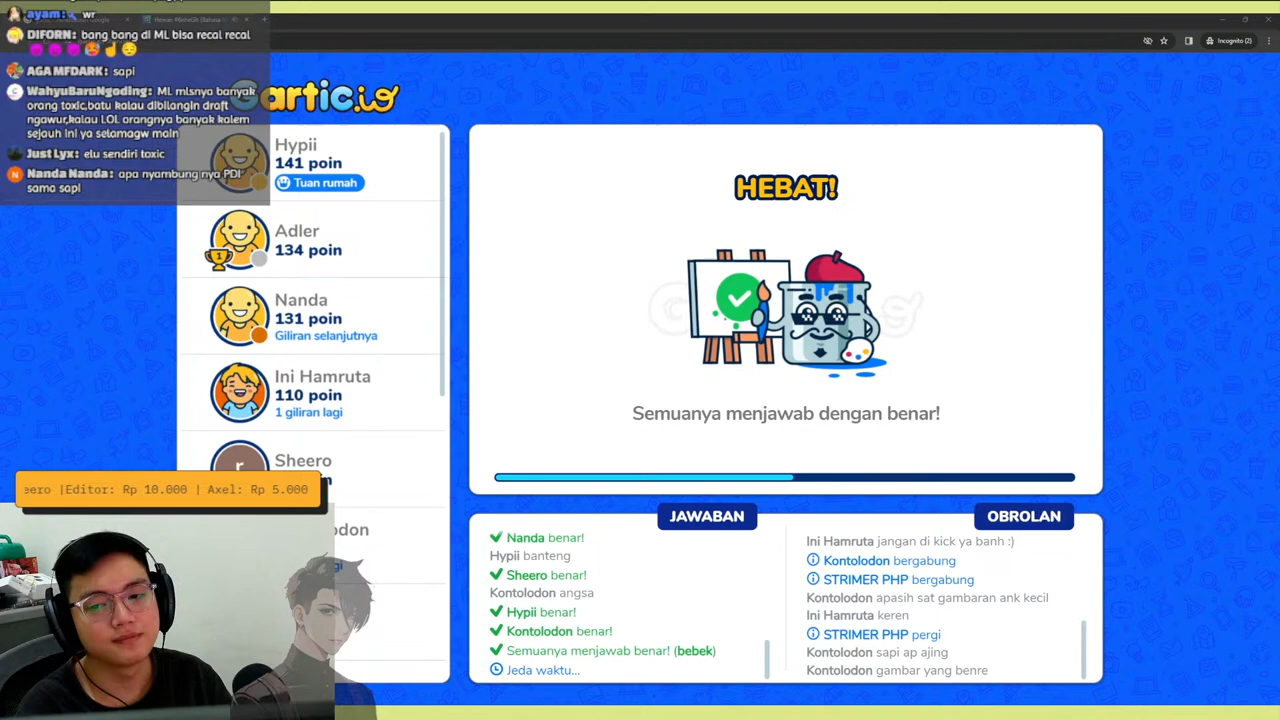 ayam: wr
DIFORN: bang bang di ML bisa recal recal
AGA MFDARK: sapi
WahyuBaruNgoding: ML mlsnya banyak
orang toxic,batu kalau dibilangin draft
ngawur,kalau LOL orangnya banyak kalem
sejauh ini ya selamagw main
Just Lyx: elu sendiri toxic
Nanda Nanda: apa nyambung nya PDI
sama sapi
Incognito (2)
Gartic.io
Hypii
141 poin
Tuan rumah
Adler
134 poin
1
Nanda
131 poin
Giliran selanjutnya
Ini Hamruta
110 poin
1 giliran lagi
r
Sheero
eero |Editor: Rp 10.000 | Axel: Rp 5.000
odon
HEBAT!
Semuanya menjawab dengan benar!
JAWABAN
Nanda benar!
Hypii banteng
Sheero benar!
Kontolodon angsa
Hypii benar!
Kontolodon benar!
Semuanya menjawab benar! (bebek)
Jeda waktu...
OBROLAN
Ini Hamruta jangan di kick ya banh :)
Kontolodon bergabung
STRIMER PHP bergabung
Kontolodon apasih sat gambaran ank kecil
Ini Hamruta keren
STRIMER PHP pergi
Kontolodon sapi ap ajing
Kontolodon gambar yang benre